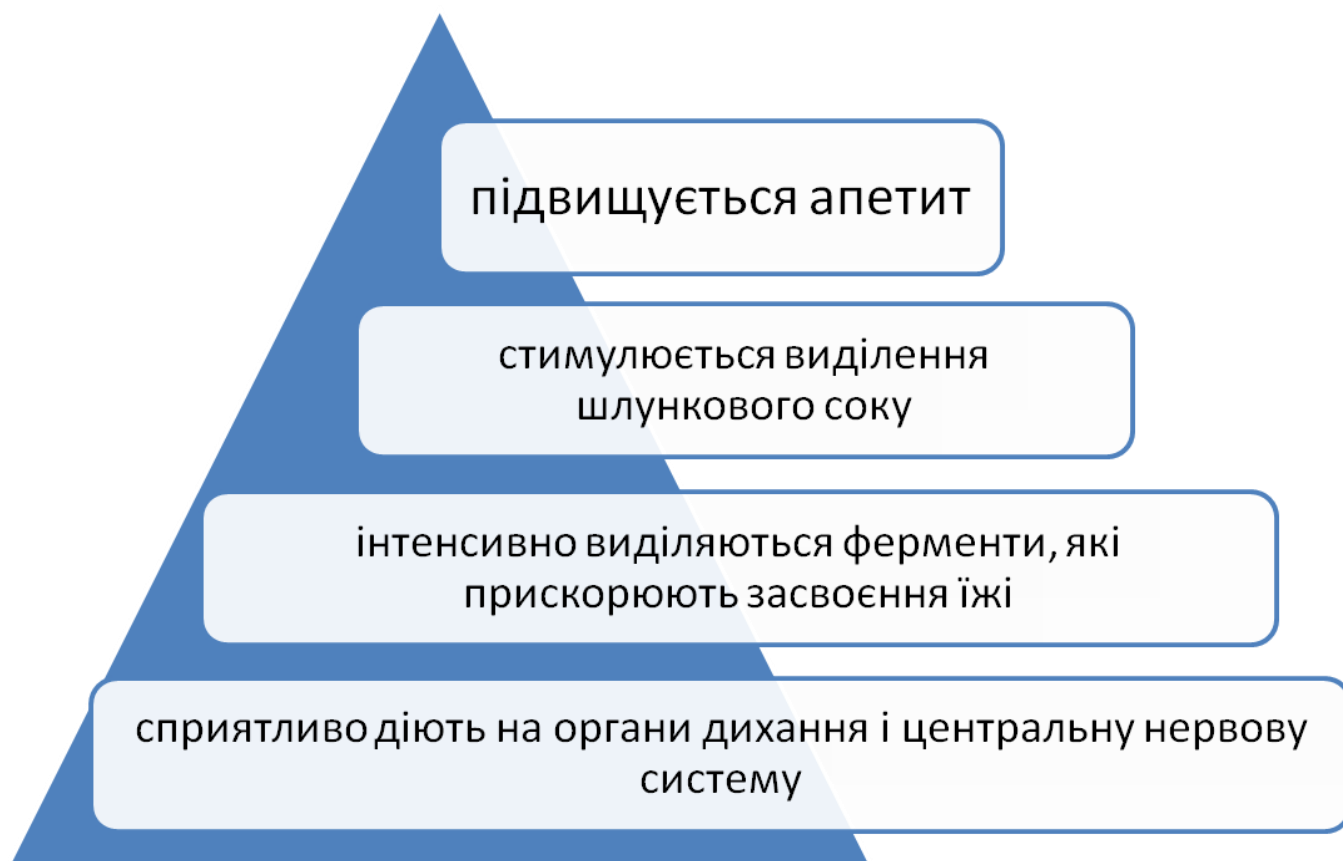 підвищується апетит
стимулюється виділення
шлункового соку
інтенсивно виділяються ферменти, які
прискорюють засвоєння їжі
сприятливо діють на органи дихання і центральну нервову
систему